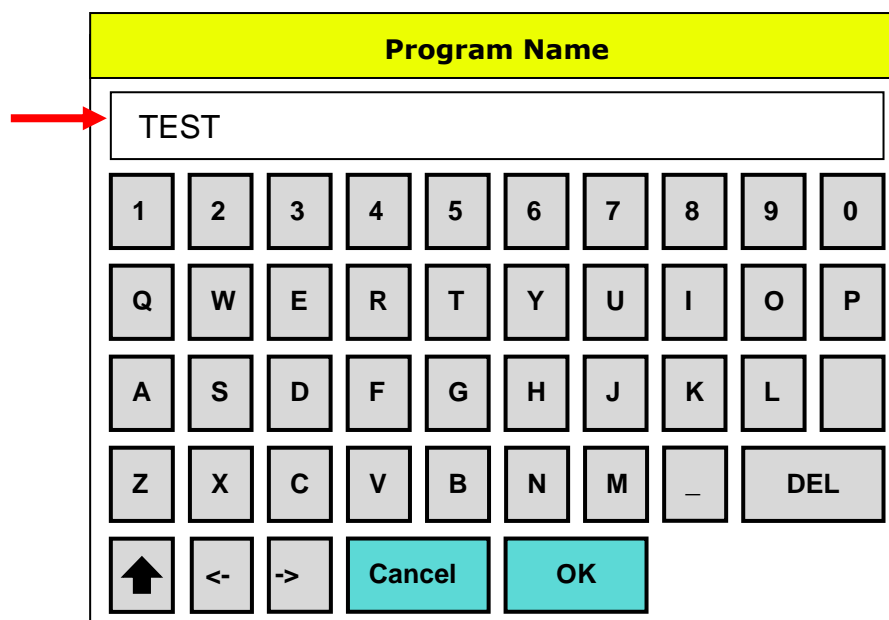 Program Name
TEST
1 2 3 4 5 6 7 8 9 0
Q W E R T Y U I O P
A S D F G H J K L
Z X C V B N M _ DEL
<- -> Cancel OK